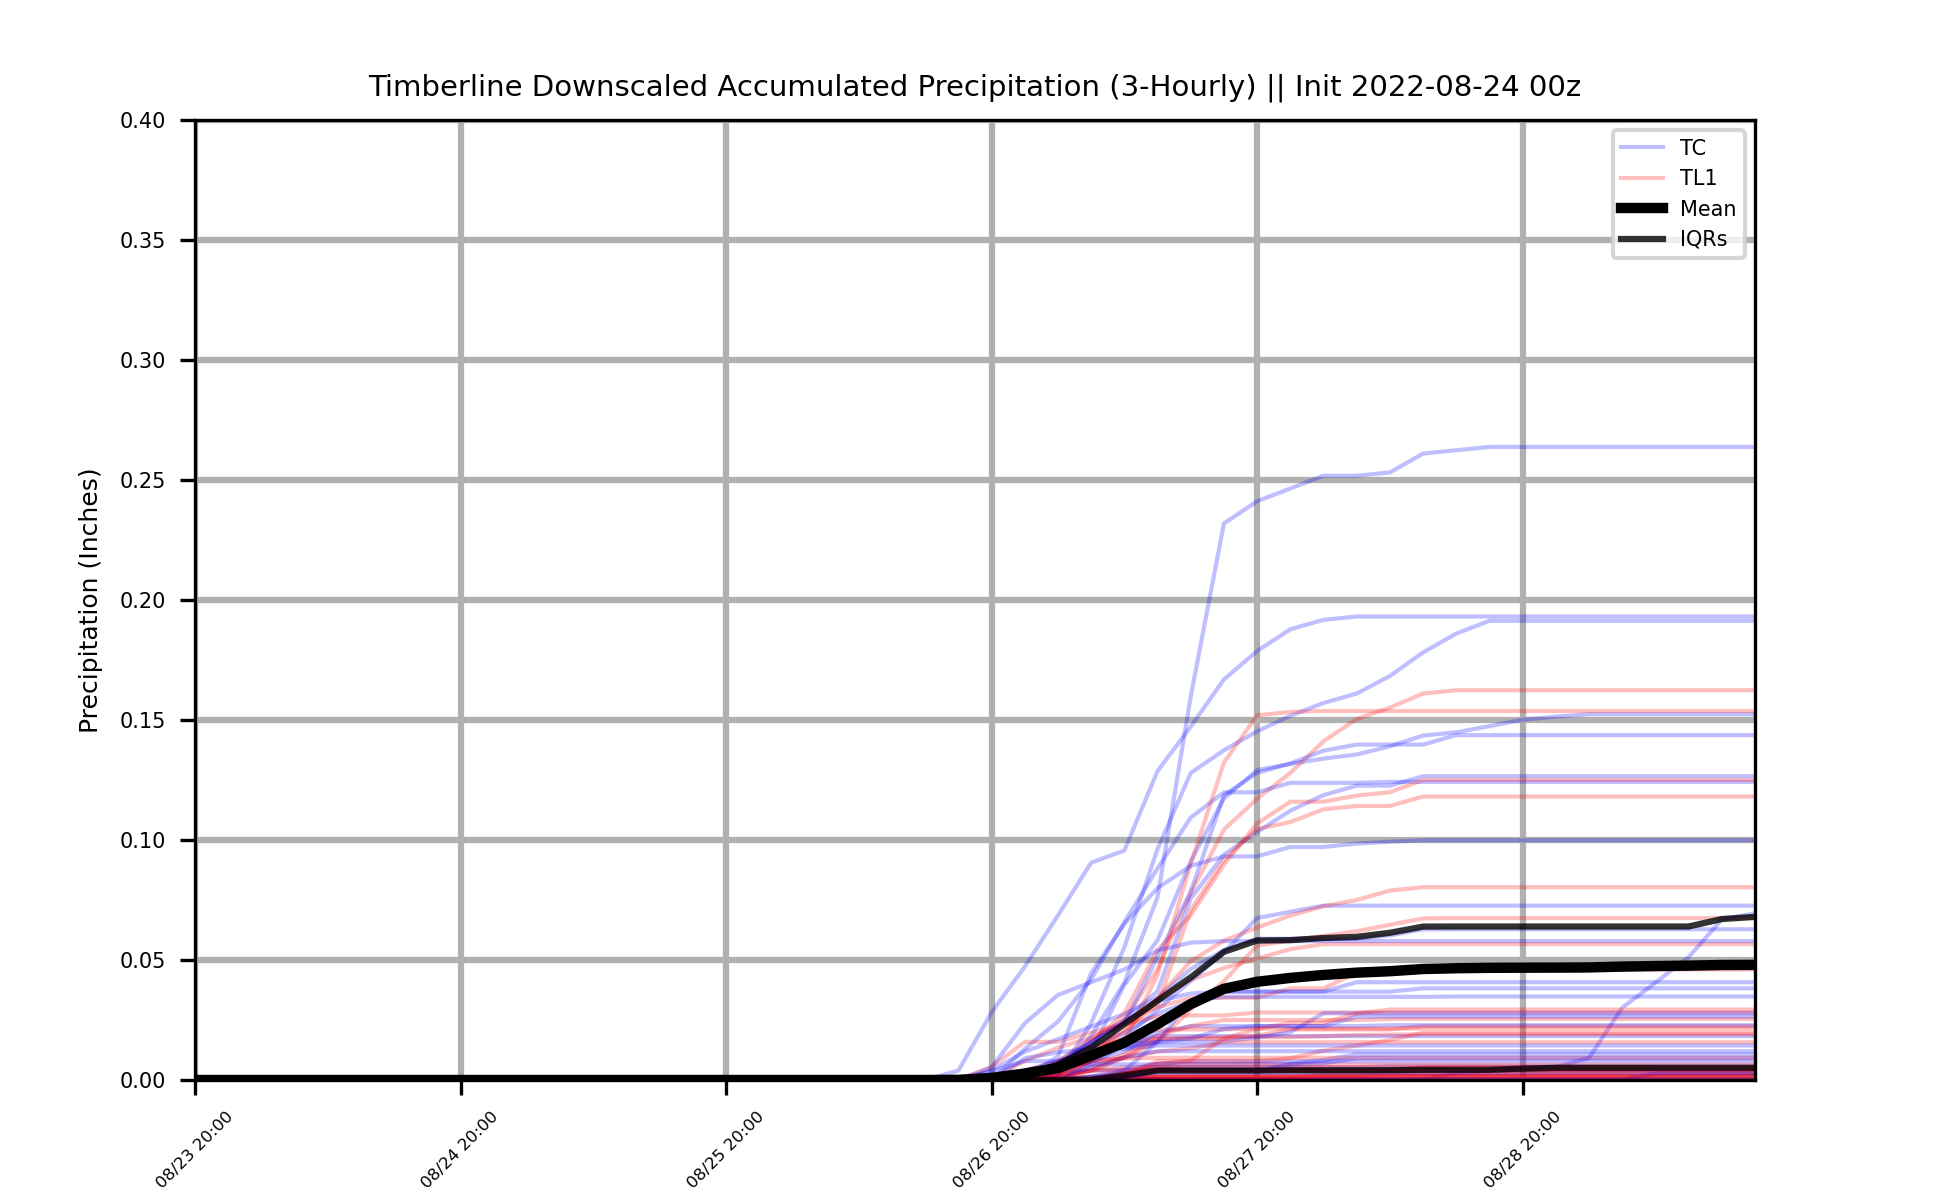 Timberline Downscaled Accumulated Precipitation (3-Hourly) || Init 2022-08-24 00z
TC
TL1
Mean
IQRs
Precipitation (Inches)
0.40
0.35
0.30
0.25
0.20
0.15
0.10
0.05
0.00
08/23 20:00
08/24 20:00
08/25 20:00
08/26 20:00
08/27 20:00
08/28 20:00